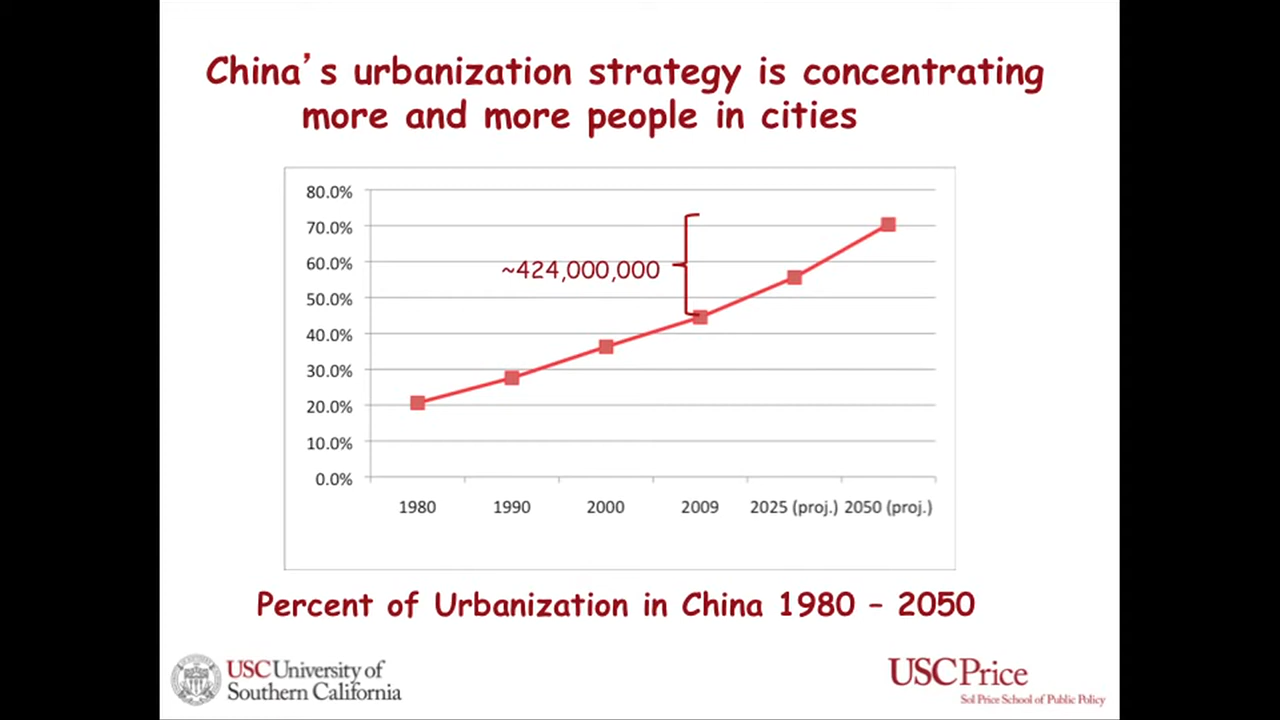 China's urbanization strategy is concentrating
more and more people in cities
80.0%
70.0%
60.0%
50.0%
40.0%
30.0%
20.0%
10.0%
0.0%
~424,000,000
1980 1990 2000 2009 2025 (proj.) 2050 (proj.)
Percent of Urbanization in China 1980 – 2050
USC University of
Southern California
USC Price
Sol Price School of Public Policy